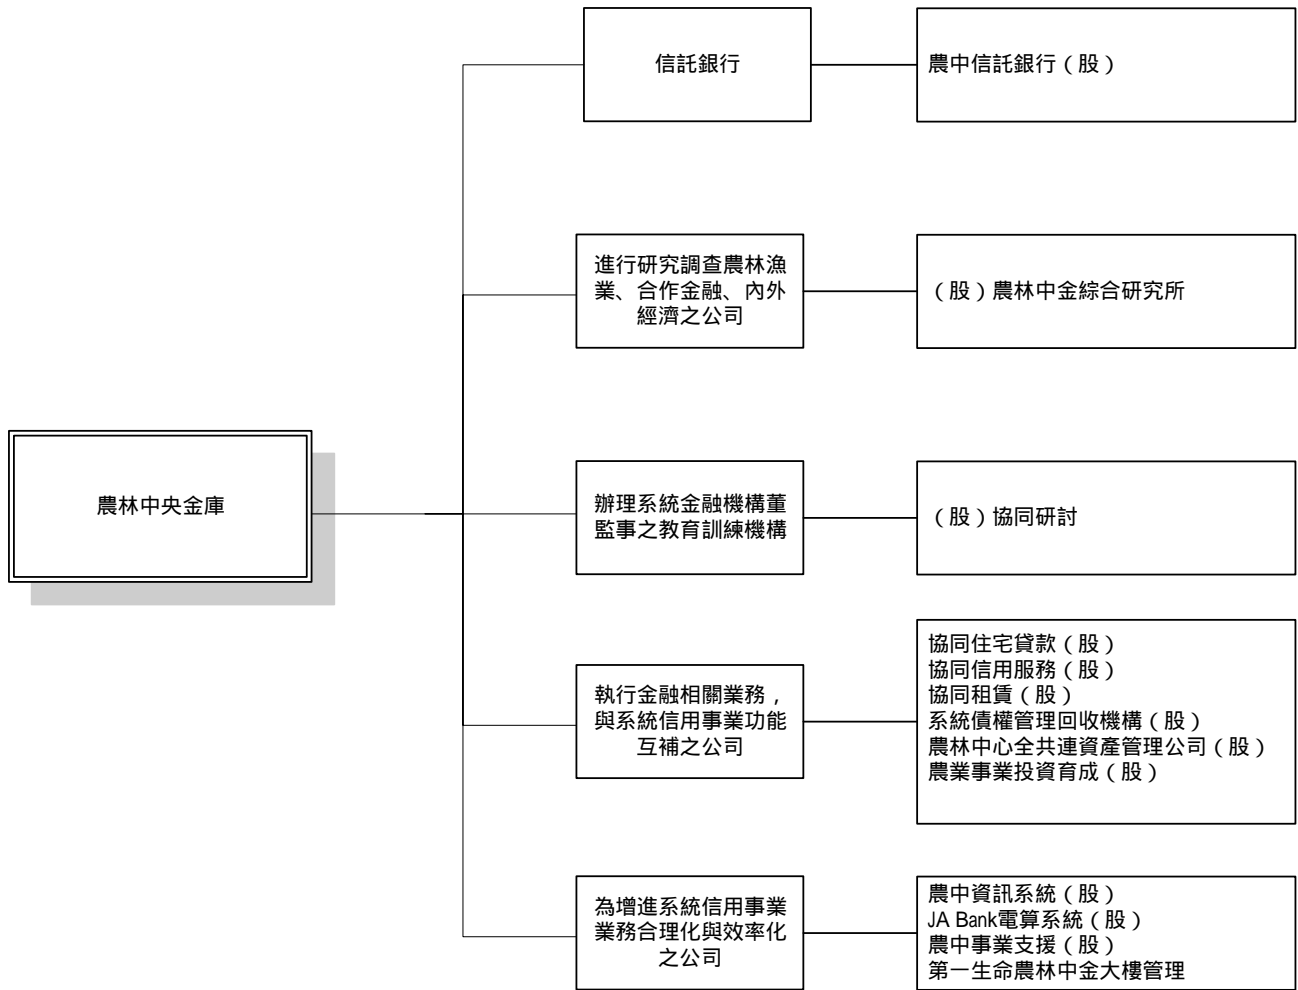 農林中央金庫
信託銀行
農中信託銀行（股）
進行研究調查農林漁
業、合作金融、內外
經濟之公司
（股）農林中金綜合研究所
辦理系統金融機構董
監事之教育訓練機構
（股）協同研討
執行金融相關業務，
與系統信用事業功能
互補之公司
協同住宅貸款（股）
協同信用服務（股）
協同租賃（股）
系統債權管理回收機構（股）
農林中心全共連資產管理公司（股）
農業事業投資育成（股）
為增進系統信用事業
業務合理化與效率化
之公司
農中資訊系統（股）
JA Bank電算系統（股）
農中事業支援（股）
第一生命農林中金大樓管理